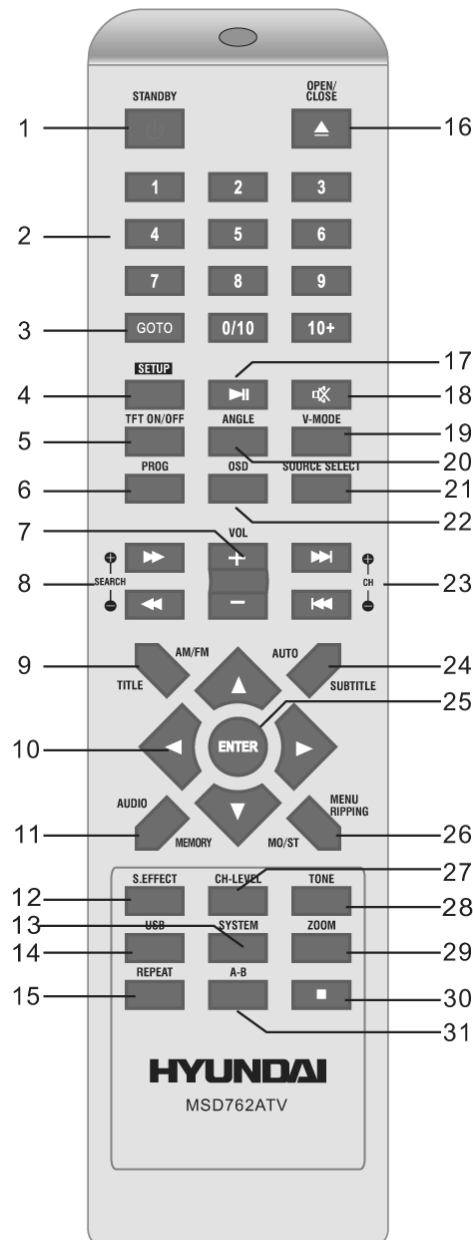 STANDBY
OPEN/
CLOSE
1
16
1 2 3
2
4 5 6
7 8 9
3
GOTO 0/10 10+
17
SETUP
4
18
TFT ON/OFF ANGLE V-MODE
5
19
20
PROG OSD SOURCE SELECT
6
21
22
7
VOL
+
8
SEARCH
CH
23
−
9
AM/FM
TITLE
AUTO
SUBTITLE
24
25
10
ENTER
AUDIO
MEMORY
MENU
RIPPING
MO/ST
11
26
27
S.EFFECT CH-LEVEL TONE
12
28
13
USB SYSTEM ZOOM
14
29
REPEAT A-B
15
30
31
HYUNDAI
MSD762ATV